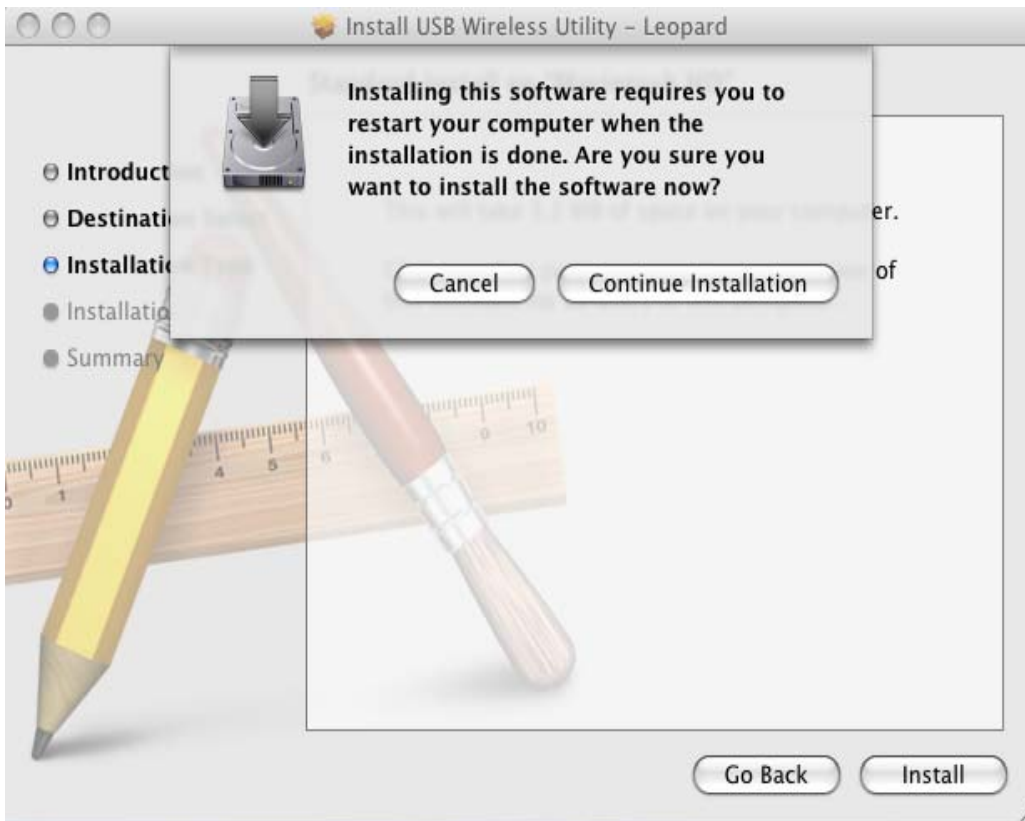 Install USB Wireless Utility – Leopard
Installing this software requires you to
restart your computer when the
installation is done. Are you sure you
want to install the software now?
Cancel
Continue Installation
Introduct
Destinati
Installatio
Installatio
Summary
er.
of
0 1 4 5 6 9 10
Go Back
Install